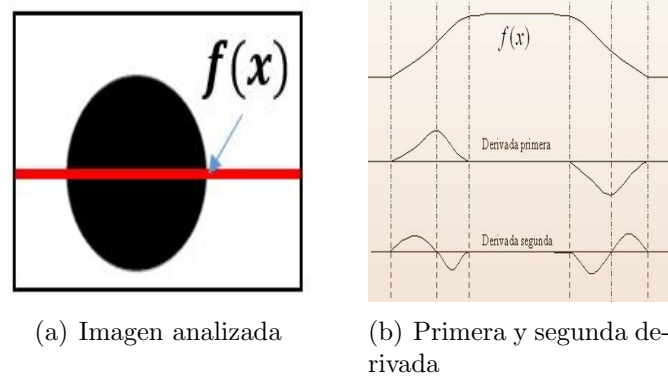 f(x)
f(x)
Derivada primera
Derivada segunda
(a) Imagen analizada
(b) Primera y segunda de-
rivada